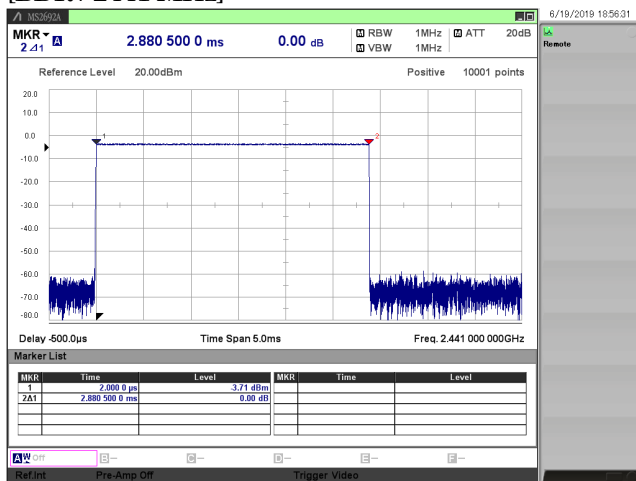 MS2692A
6/19/2019 18:56:31
MKR A 2.880 500 0 ms 0.00 dB RBW 1MHz ATT 20dB
2 Δ1 VBW 1MHz
Remote
Reference Level 20.00dBm Positive 10001 points
20.0
10.0
0.0
1
2
-10.0
-20.0
-30.0
-40.0
-50.0
-60.0
-70.0
-80.0
Delay -500.0μs Time Span 5.0ms Freq. 2.441 000 000GHz
Marker List
MKR Time Level MKR Time Level
1 2.000 0 μs -3.71 dBm
2Δ1 2.880 500 0 ms 0.00 dB
A Off B-- C-- D-- E-- F--
Ref.Int Pre-Amp Off Trigger Video